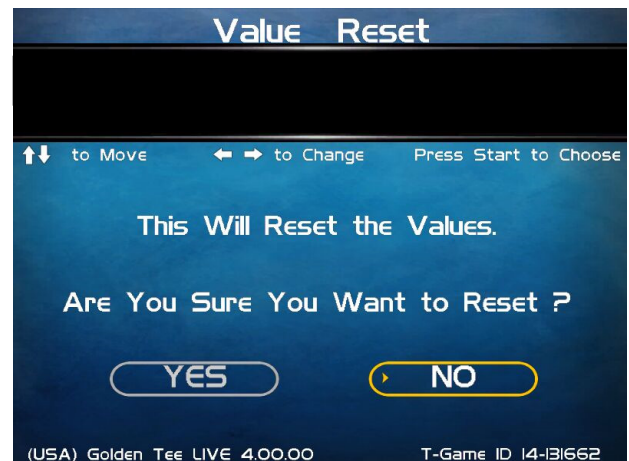 Value Reset
to Move to Change Press Start to Choose
This Will Reset the Values.
Are You Sure You Want to Reset ?
YES NO
(USA) Golden Tee LIVE 4.00.00 T-Game ID 14-131662